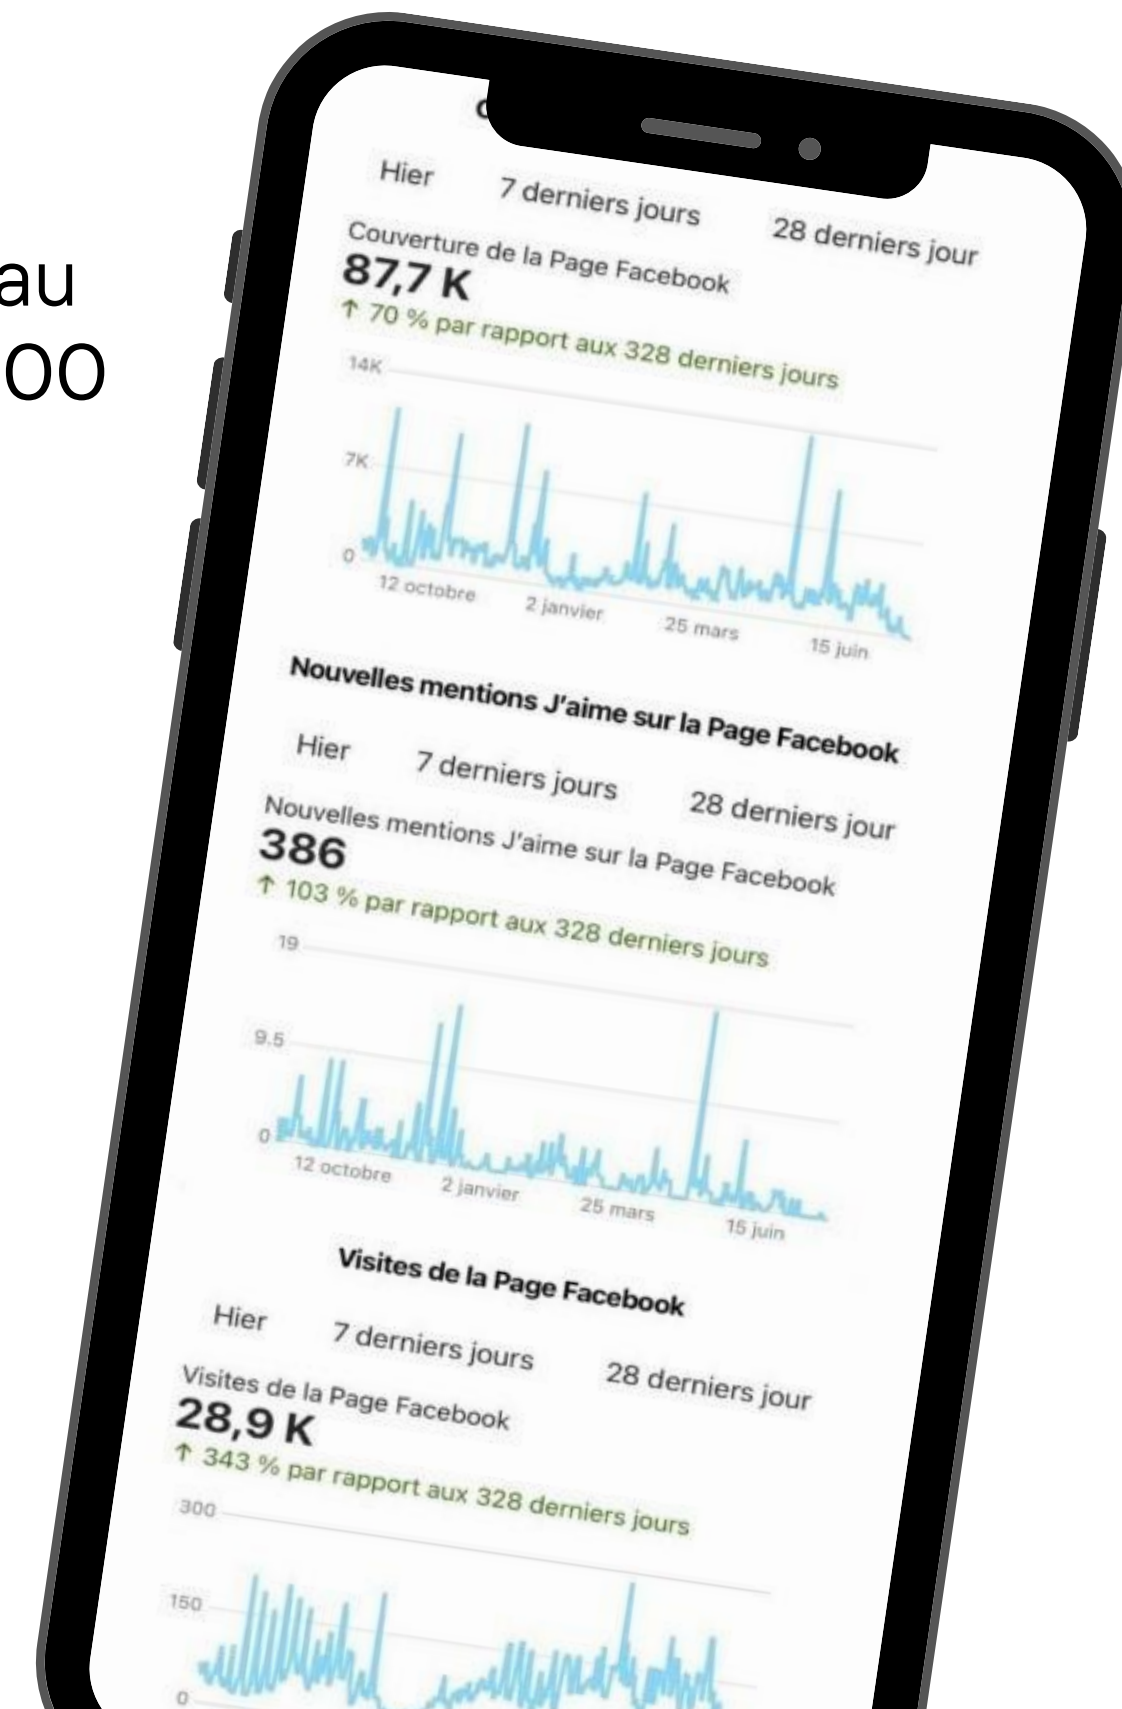 au
00
Hier 7 derniers jours 28 derniers jour
Couverture de la Page Facebook
87,7 K
↑ 70 % par rapport aux 328 derniers jours
14K
7K
0
12 octobre 2 janvier 25 mars 15 juin
Nouvelles mentions J'aime sur la Page Facebook
Hier 7 derniers jours 28 derniers jour
Nouvelles mentions J'aime sur la Page Facebook
386
↑ 103 % par rapport aux 328 derniers jours
19
9.5
0
12 octobre 2 janvier 25 mars 15 juin
Visites de la Page Facebook
Hier 7 derniers jours 28 derniers jour
Visites de la Page Facebook
28,9 K
↑ 343 % par rapport aux 328 derniers jours
300
150
0